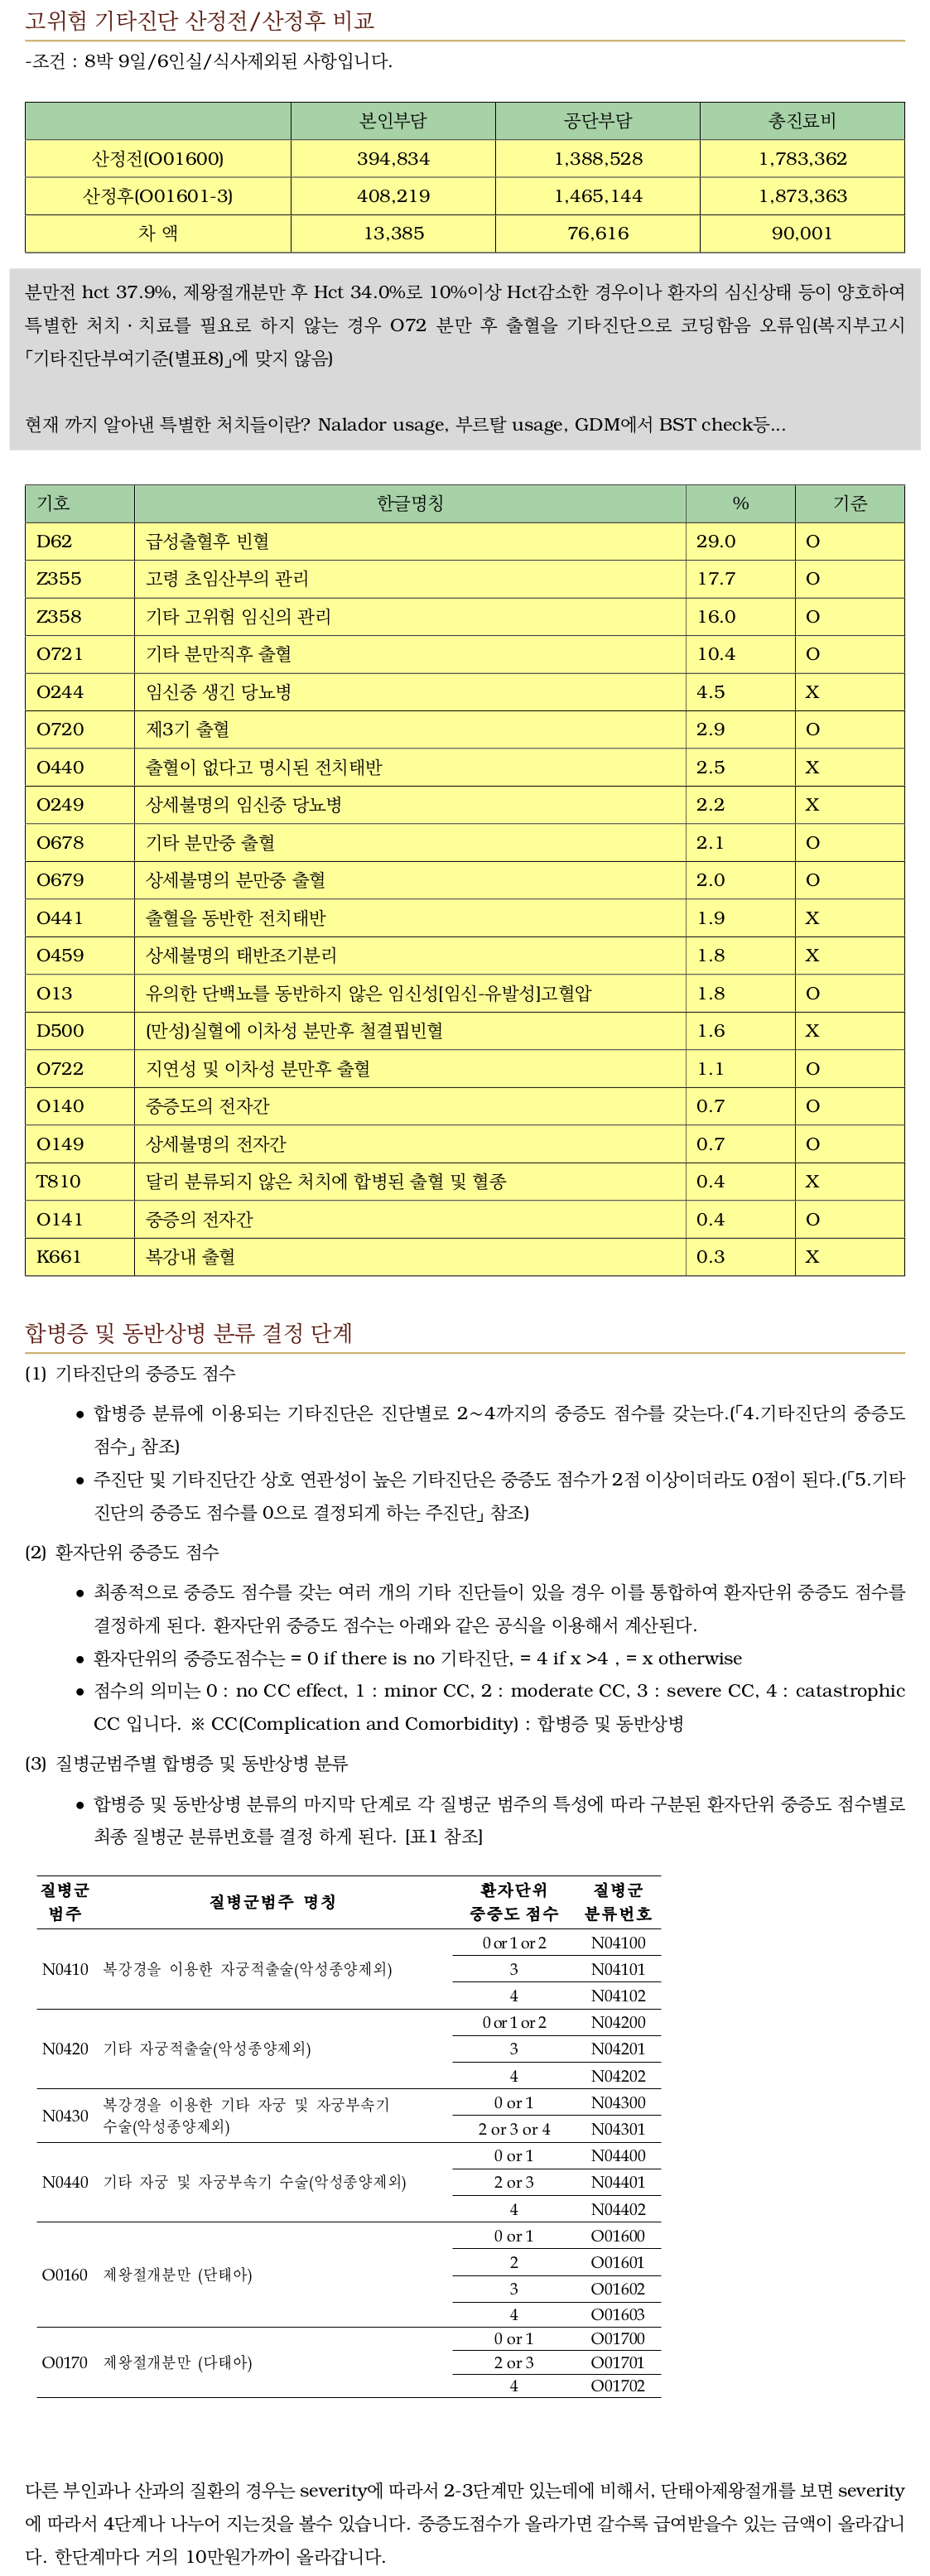 고위험 기타진단 산정전/산정후 비교
-조건 : 8박 9일/6인실/식사제외된 사항입니다.
본인부담 공단부담 총진료비
산정전(O01600) 394,834 1,388,528 1,783,362
산정후(O01601-3) 408,219 1,465,144 1,873,363
차 액 13,385 76,616 90,001
분만전 hct 37.9%, 제왕절개분만 후 Hct 34.0%로 10%이상 Hct감소한 경우이나 환자의 심신상태 등이 양호하여
특별한 처치ㆍ치료를 필요로 하지 않는 경우 O72 분만 후 출혈을 기타진단으로 코딩함음 오류임(복지부고시
「기타진단부여기준(별표8)」에 맞지 않음)
현재 까지 알아낸 특별한 처치들이란? Nalador usage, 부르탈 usage, GDM에서 BST check등...
기호 한글명칭 % 기준
D62 급성출혈후 빈혈 29.0 O
Z355 고령 초임산부의 관리 17.7 O
Z358 기타 고위험 임신의 관리 16.0 O
O721 기타 분만직후 출혈 10.4 O
O244 임신중 생긴 당뇨병 4.5 X
O720 제3기 출혈 2.9 O
O440 출혈이 없다고 명시된 전치태반 2.5 X
O249 상세불명의 임신중 당뇨병 2.2 X
O678 기타 분만중 출혈 2.1 O
O679 상세불명의 분만중 출혈 2.0 O
O441 출혈을 동반한 전치태반 1.9 X
O459 상세불명의 태반조기분리 1.8 X
O13 유의한 단백뇨를 동반하지 않은 임신성[임신-유발성]고혈압 1.8 O
D500 (만성)실혈에 이차성 분만후 철결핍빈혈 1.6 X
O722 지연성 및 이차성 분만후 출혈 1.1 O
O140 중증도의 전자간 0.7 O
O149 상세불명의 전자간 0.7 O
T810 달리 분류되지 않은 처치에 합병된 출혈 및 혈종 0.4 X
O141 중증의 전자간 0.4 O
K661 복강내 출혈 0.3 X
합병증 및 동반상병 분류 결정 단계
(1) 기타진단의 중증도 점수
● 합병증 분류에 이용되는 기타진단은 진단별로 2~4까지의 중증도 점수를 갖는다.(「4.기타진단의 중증도
점수」 참조)
● 주진단 및 기타진단간 상호 연관성이 높은 기타진단은 중증도 점수가 2점 이상이더라도 0점이 된다.(「5.기타
진단의 중증도 점수를 0으로 결정되게 하는 주진단」 참조)
(2) 환자단위 중증도 점수
● 최종적으로 중증도 점수를 갖는 여러 개의 기타 진단들이 있을 경우 이를 통합하여 환자단위 중증도 점수를
결정하게 된다. 환자단위 중증도 점수는 아래와 같은 공식을 이용해서 계산된다.
● 환자단위의 중증도점수는 = 0 if there is no 기타진단, = 4 if x >4 , = x otherwise
● 점수의 의미는 0 : no CC effect, 1 : minor CC, 2 : moderate CC, 3 : severe CC, 4 : catastrophic
CC 입니다. ※ CC(Complication and Comorbidity) : 합병증 및 동반상병
(3) 질병군범주별 합병증 및 동반상병 분류
● 합병증 및 동반상병 분류의 마지막 단계로 각 질병군 범주의 특성에 따라 구분된 환자단위 중증도 점수별로
최종 질병군 분류번호를 결정 하게 된다. [표1 참조]
질병군 범주 질병군범주 명칭 환자단위 중증도 점수 질병군 분류번호
N0410 복강경을 이용한 자궁적출술(악성종양제외) 0 or 1 or 2 N04100
3 N04101
4 N04102
N0420 기타 자궁적출술(악성종양제외) 0 or 1 or 2 N04200
3 N04201
4 N04202
N0430 복강경을 이용한 기타 자궁 및 자궁부속기 수술(악성종양제외) 0 or 1 N04300
2 or 3 or 4 N04301
N0440 기타 자궁 및 자궁부속기 수술(악성종양제외) 0 or 1 N04400
2 or 3 N04401
4 N04402
O0160 제왕절개분만 (단태아) 0 or 1 O01600
2 O01601
3 O01602
4 O01603
O0170 제왕절개분만 (다태아) 0 or 1 O01700
2 or 3 O01701
4 O01702
다른 부인과나 산과의 질환의 경우는 severity에 따라서 2-3단계만 있는데에 비해서, 단태아제왕절개를 보면 severity
에 따라서 4단계나 나누어 지는것을 볼수 있습니다. 중증도점수가 올라가면 갈수록 급여받을수 있는 금액이 올라갑니
다. 한단계마다 거의 10만원가까이 올라갑니다.